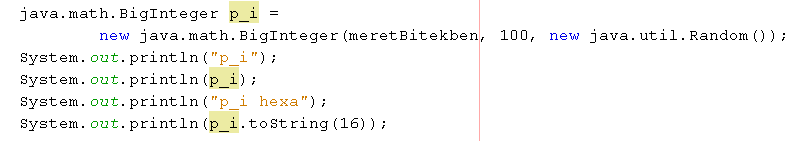 java.math.BigInteger p_i =
new java.math.BigInteger(meretBitekben, 100, new java.util.Random());
System.out.println("p_i");
System.out.println(p_i);
System.out.println("p_i hexa");
System.out.println(p_i.toString(16));